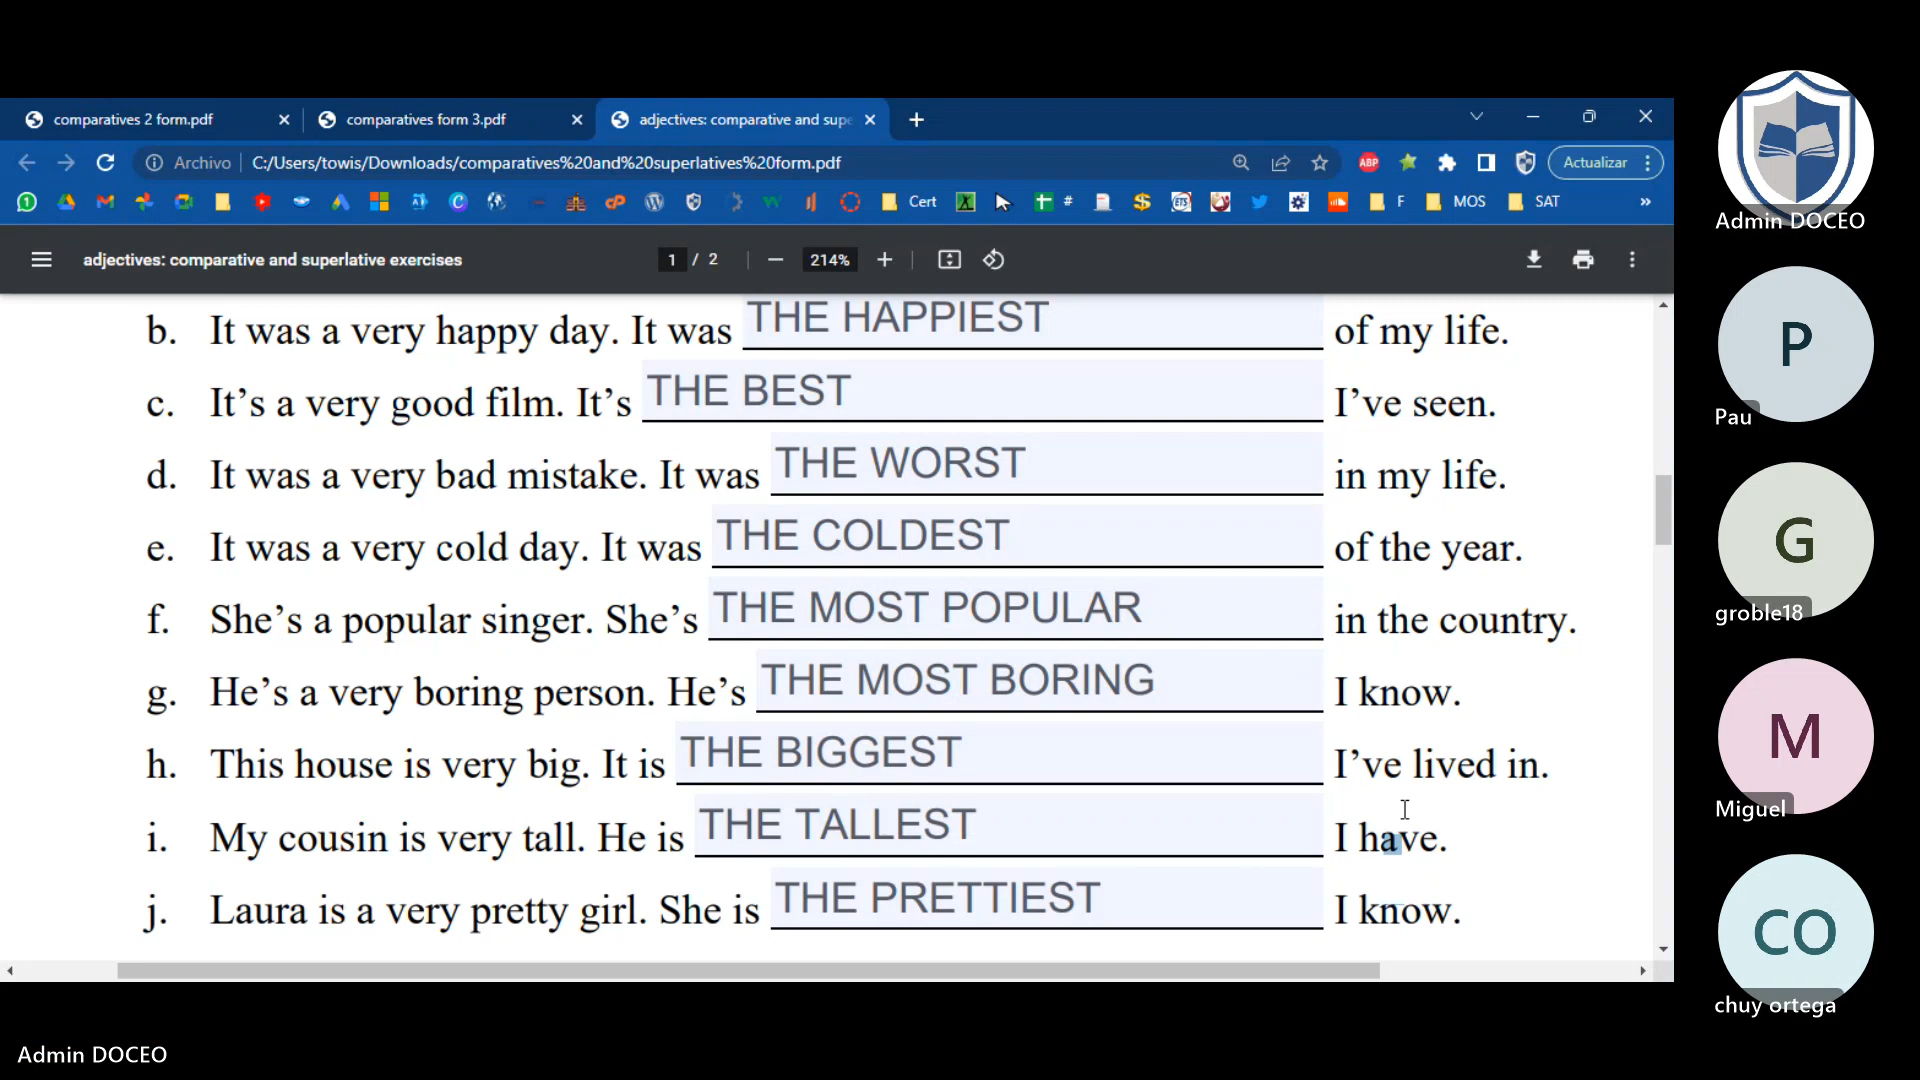 comparatives 2 form.pdf
comparatives form 3.pdf
adjectives: comparative and supe
Archivo
C:/Users/towis/Downloads/comparatives%20and%20superlatives%20form.pdf
ABP
Actualizar
Cert
#
ETS
F
MOS
SAT
»
adjectives: comparative and superlative exercises
1 / 2
214%
b. It was a very happy day. It was THE HAPPIEST of my life.
c. It’s a very good film. It’s THE BEST I’ve seen.
d. It was a very bad mistake. It was THE WORST in my life.
e. It was a very cold day. It was THE COLDEST of the year.
f. She’s a popular singer. She’s THE MOST POPULAR in the country.
g. He’s a very boring person. He’s THE MOST BORING I know.
h. This house is very big. It is THE BIGGEST I’ve lived in.
i. My cousin is very tall. He is THE TALLEST I have.
j. Laura is a very pretty girl. She is THE PRETTIEST I know.
Admin DOCEO
P
Pau
G
groble18
M
Miguel
CO
chuy ortega
Admin DOCEO